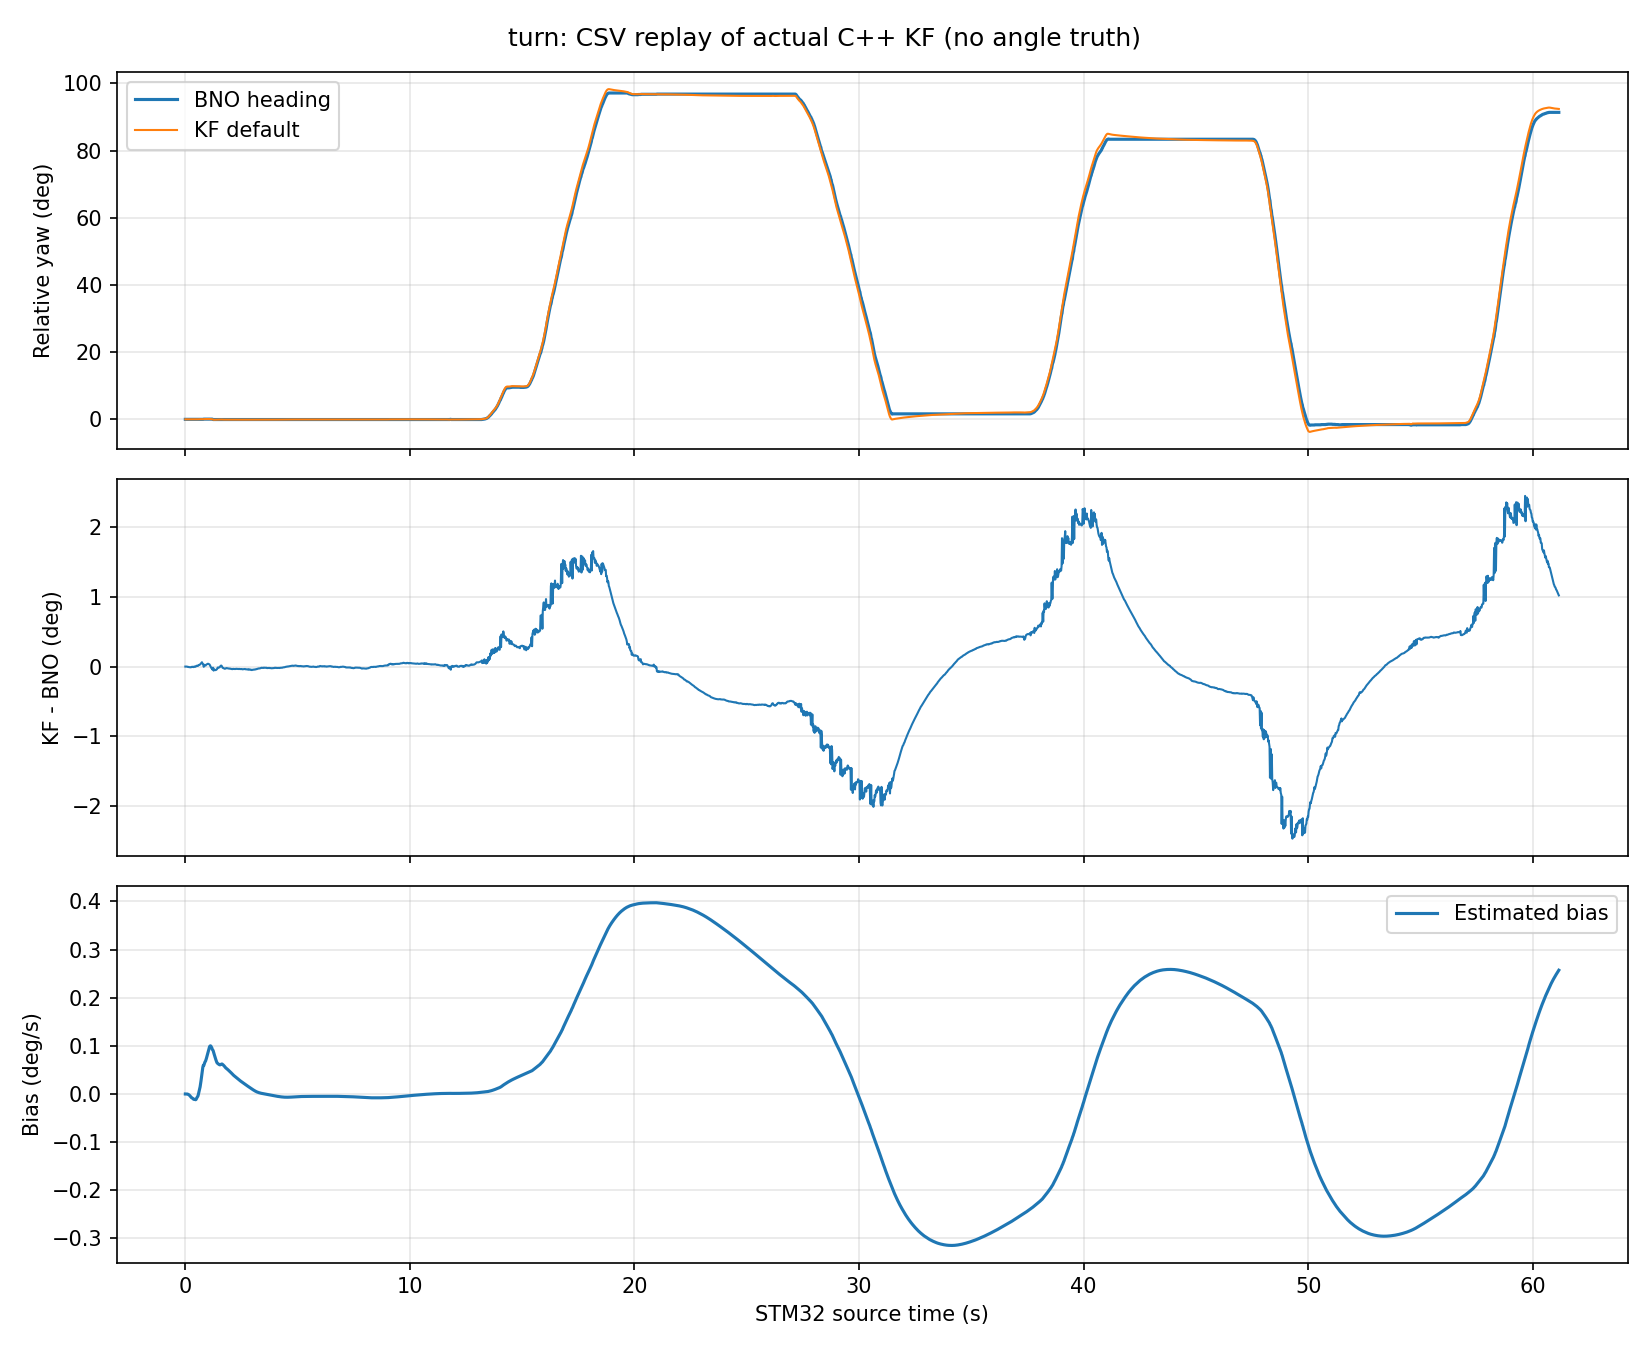 turn: CSV replay of actual C++ KF (no angle truth)
BNO heading
KF default
Relative yaw (deg)
100
80
60
40
20
0
KF - BNO (deg)
2
1
0
−1
−2
Estimated bias
Bias (deg/s)
0.4
0.3
0.2
0.1
0.0
−0.1
−0.2
−0.3
0 10 20 30 40 50 60
STM32 source time (s)